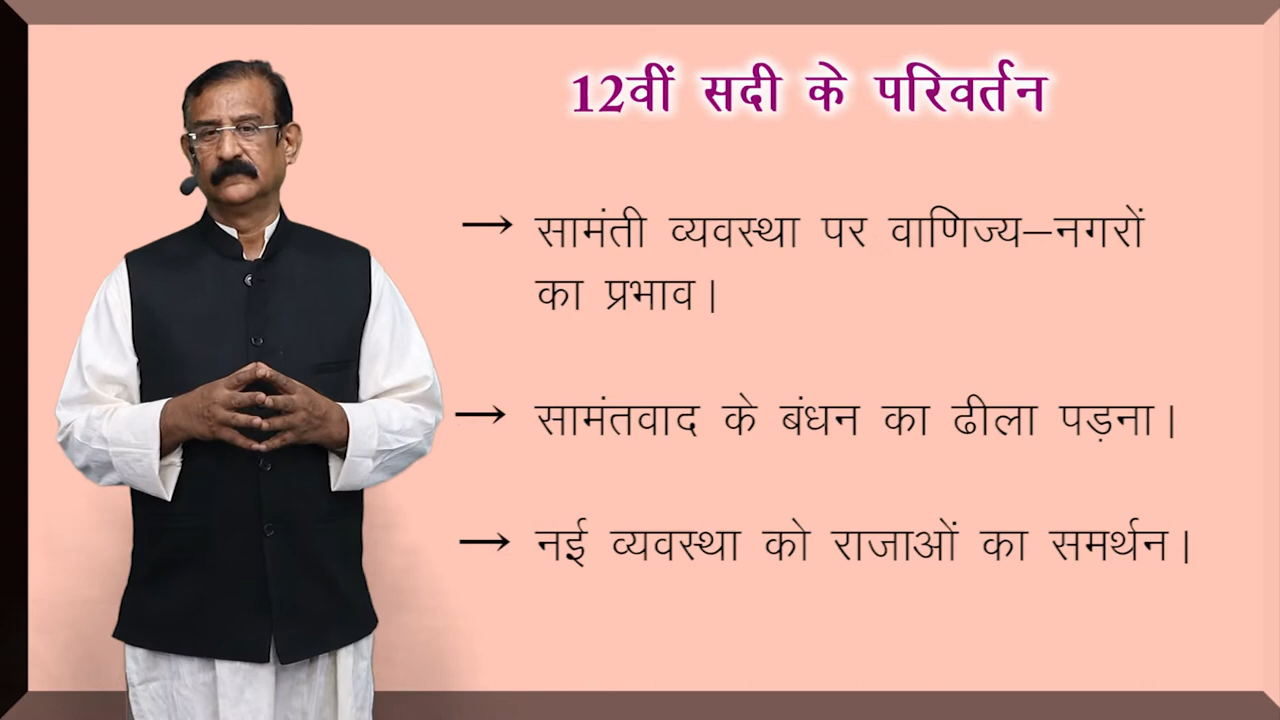 12वीं सदी के परिवर्तन
→ सामंती व्यवस्था पर वाणिज्य–नगरों
का प्रभाव।
→ सामंतवाद के बंधन का ढीला पड़ना।
→ नई व्यवस्था को राजाओं का समर्थन।